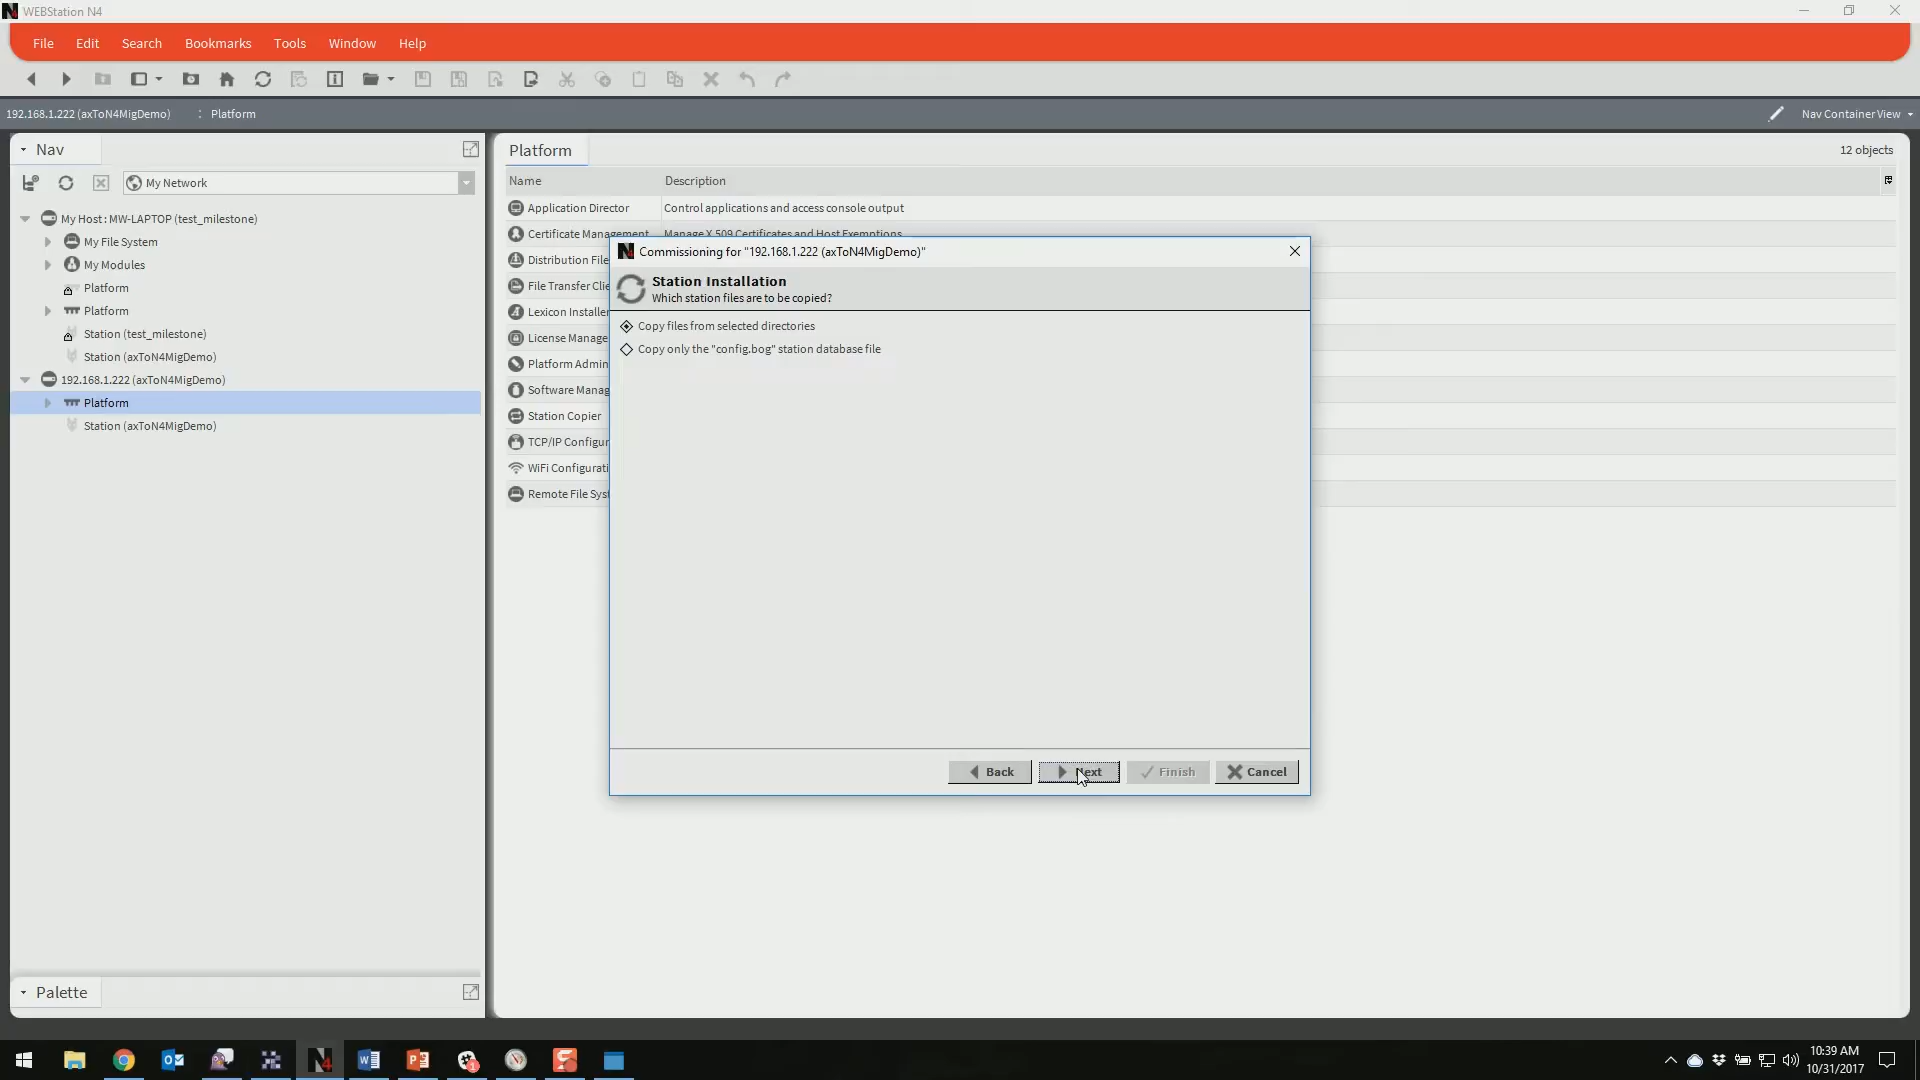 WEBStation N4
File Edit Search Bookmarks Tools Window Help
192.168.1.222 (axToN4MigDemo) : Platform
Nav Container View
Nav
My Network
My Host : MW-LAPTOP (test_milestone)
My File System
My Modules
Platform
Platform
Station (test_milestone)
Station (axToN4MigDemo)
192.168.1.222 (axToN4MigDemo)
Platform
Station (axToN4MigDemo)
Palette
Platform
12 objects
Name Description
Application Director Control applications and access console output
Certificate Management Manage X.509 Certificates and Host Exemptions
Distribution File
File Transfer Clie
Lexicon Installer
License Manage
Platform Admin
Software Manag
Station Copier
TCP/IP Configur
WiFi Configurati
Remote File Syst
Commissioning for "192.168.1.222 (axToN4MigDemo)"
Station Installation
Which station files are to be copied?
Copy files from selected directories
Copy only the "config.bog" station database file
Back Next Finish Cancel
10:39 AM
10/31/2017